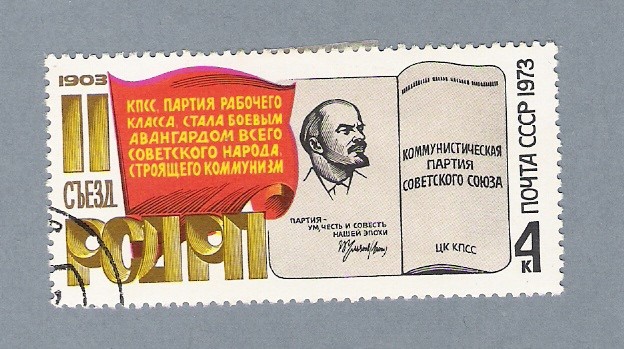 1903
II
СЪЕЗД
РСДРП
КПСС, ПАРТИЯ РАБОЧЕГО
КЛАССА, СТАЛА БОЕВЫМ
АВАНГАРДОМ ВСЕГО
СОВЕТСКОГО НАРОДА,
СТРОЯЩЕГО КОММУНИЗМ
ПАРТИЯ -
УМ, ЧЕСТЬ И СОВЕСТЬ
НАШЕЙ ЭПОХИ
КОММУНИСТИЧЕСКАЯ
ПАРТИЯ
СОВЕТСКОГО СОЮЗА
ЦК КПСС
ПОЧТА СССР 1973
4 К